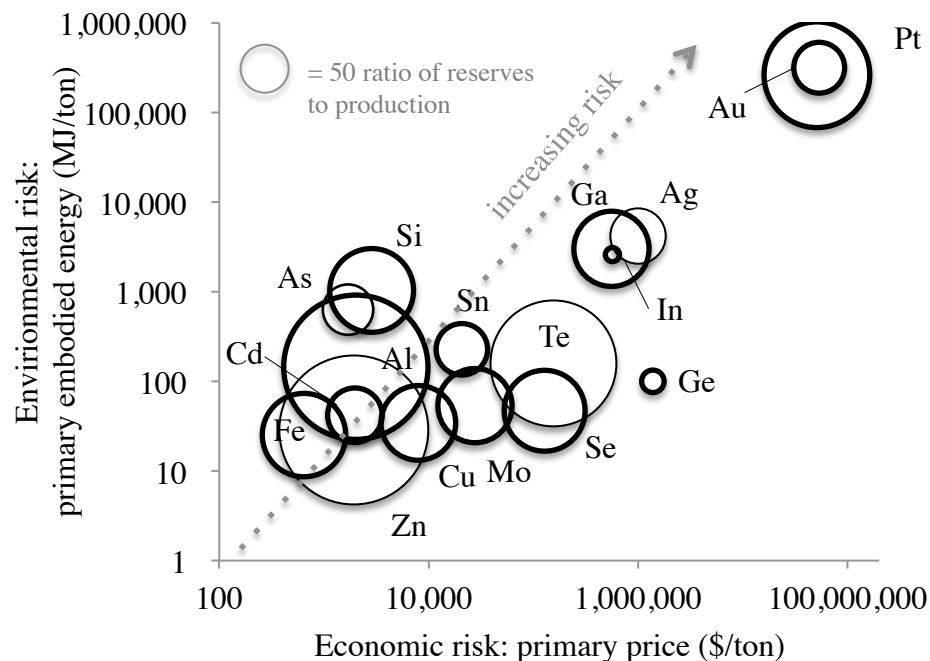 1,000,000
100,000
10,000
1,000
100
10
1
Envirionmental risk:
primary embodied energy (MJ/ton)
= 50 ratio of reserves
to production
increasing risk
Pt
Au
Ga
Ag
In
Si
As
Sn
Cd
Al
Te
Ge
Fe
Se
Cu
Mo
Zn
100
10,000
1,000,000
100,000,000
Economic risk: primary price ($/ton)